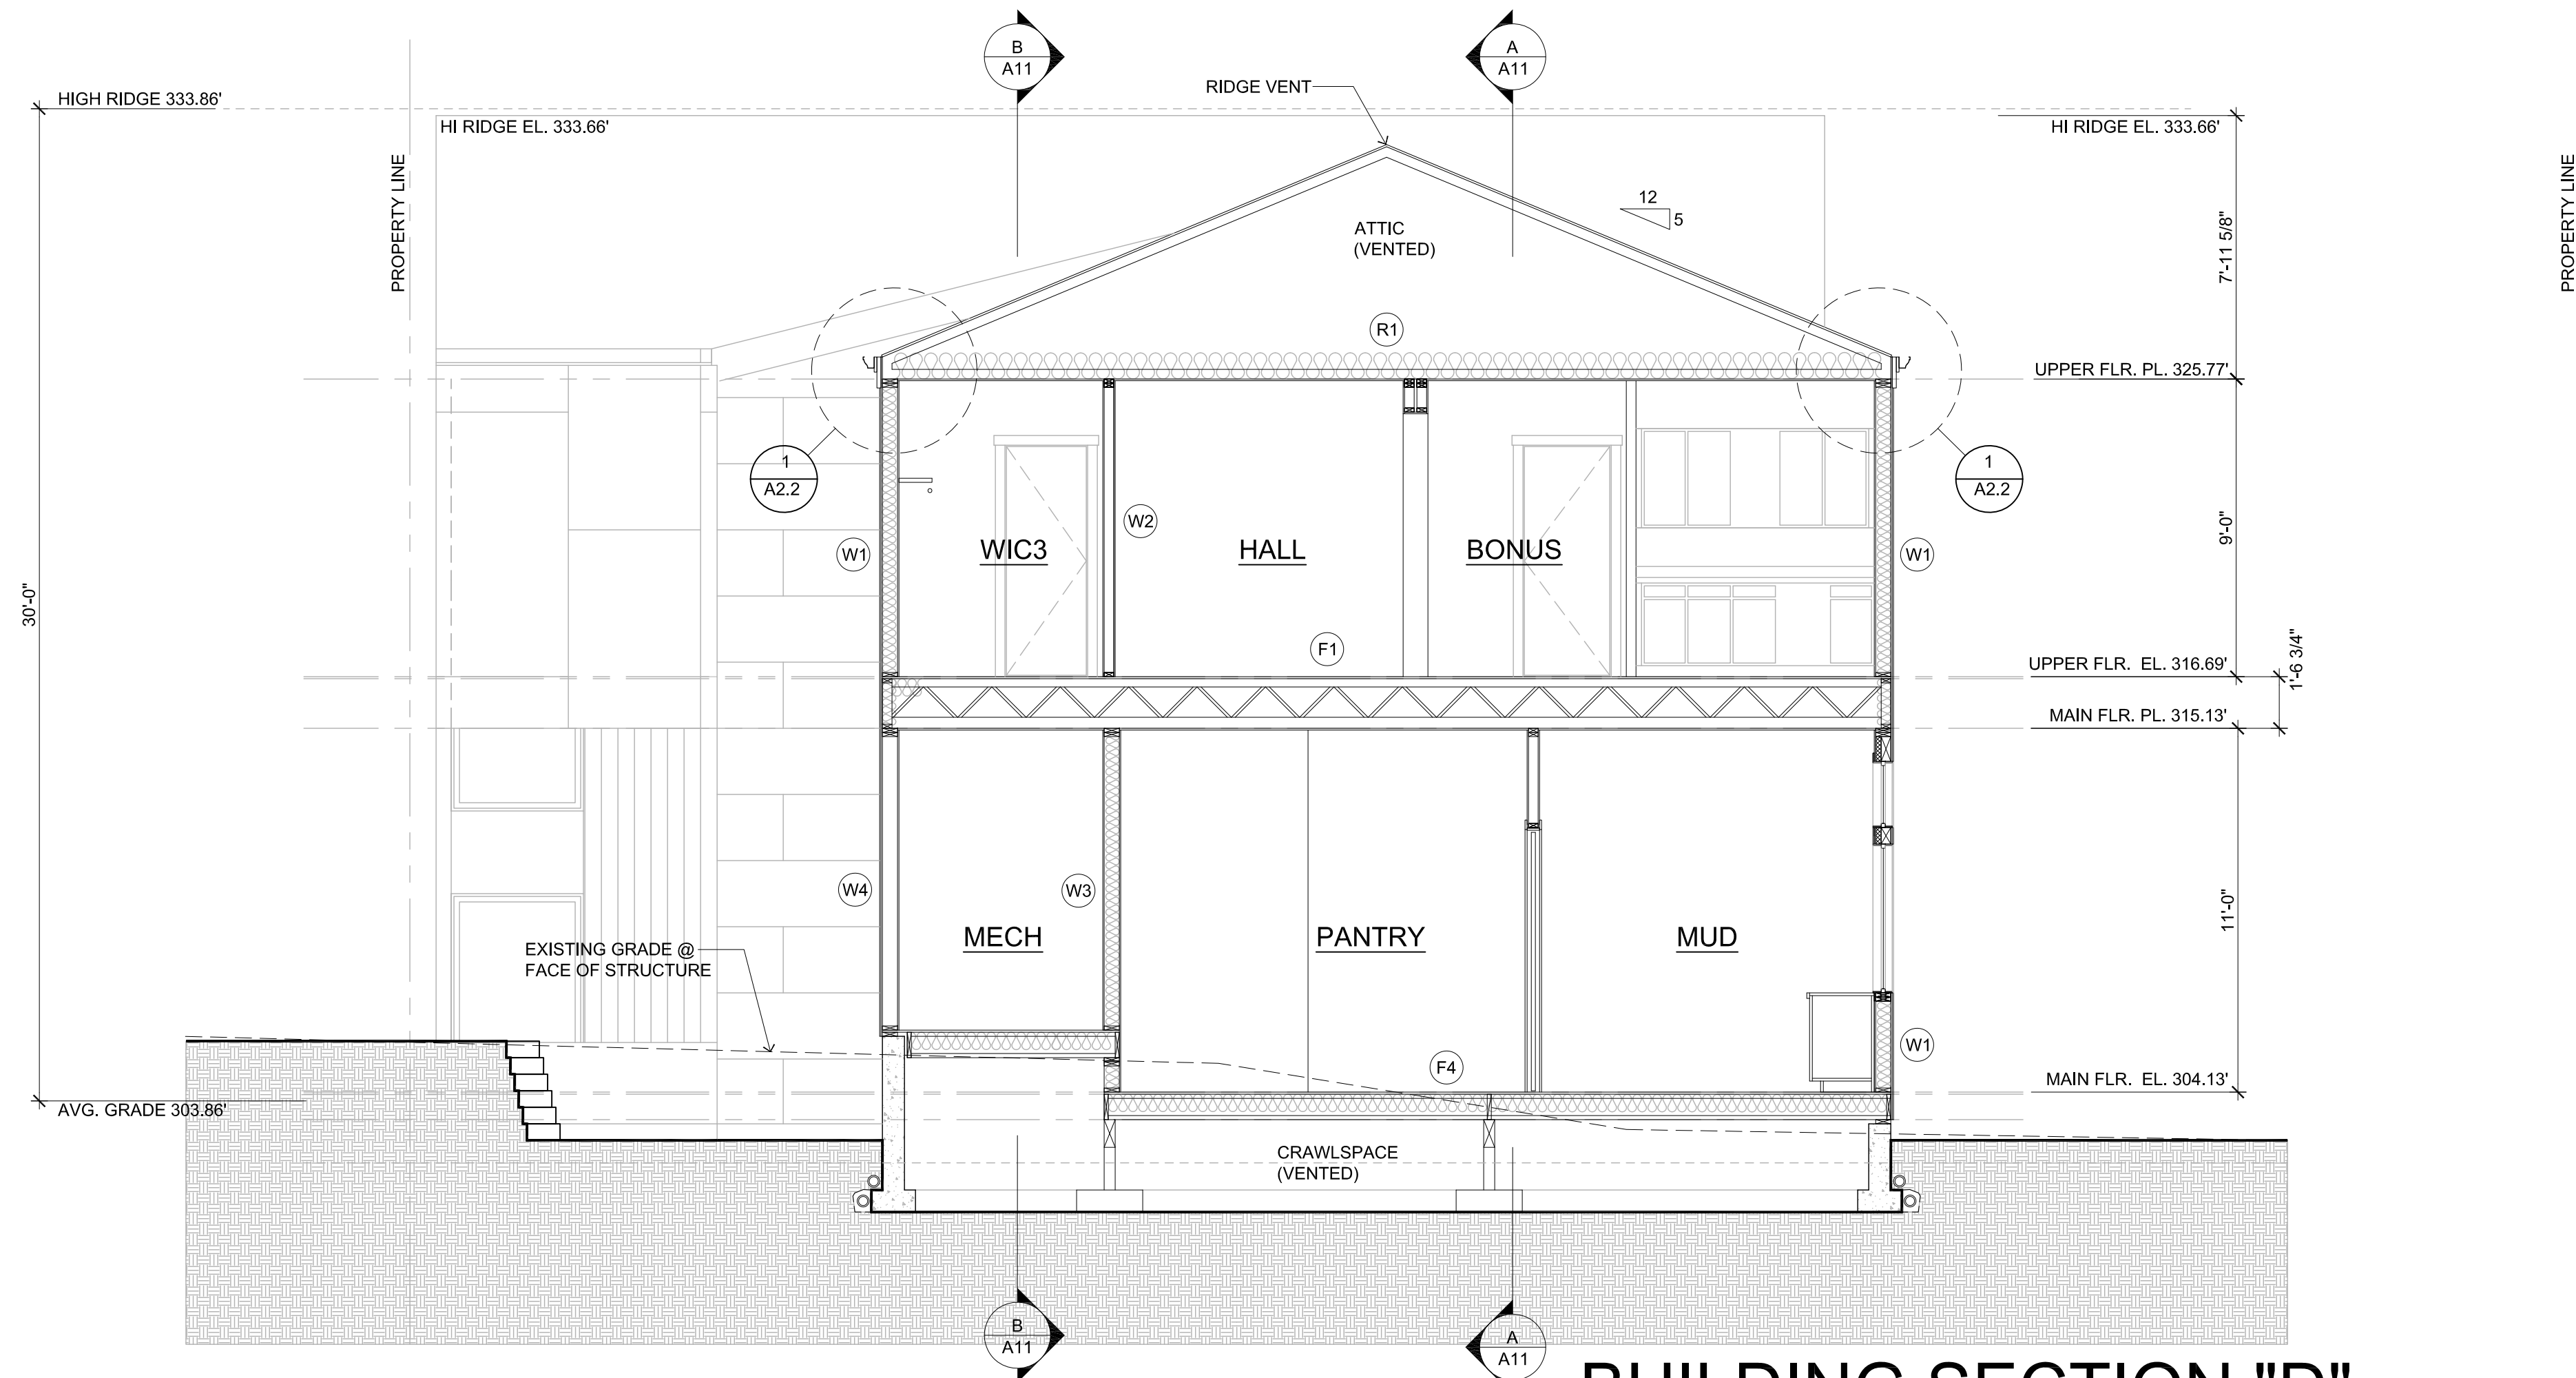 B
A11
A
A11
RIDGE VENT
HIGH RIDGE 333.86'
HI RIDGE EL. 333.66'
HI RIDGE EL. 333.66'
PROPERTY LINE
PROPERTY LINE
12
5
ATTIC
(VENTED)
7'-11 5/8"
R1
UPPER FLR. PL. 325.77'
1
A2.2
1
A2.2
W2
W1
WIC3
HALL
BONUS
W1
9'-0"
30'-0"
F1
UPPER FLR. EL. 316.69'
1'-6 3/4"
MAIN FLR. PL. 315.13'
W4
W3
11'-0"
MECH
PANTRY
MUD
EXISTING GRADE @
FACE OF STRUCTURE
W1
F4
MAIN FLR. EL. 304.13'
AVG. GRADE 303.86'
CRAWLSPACE
(VENTED)
B
A11
A
A11